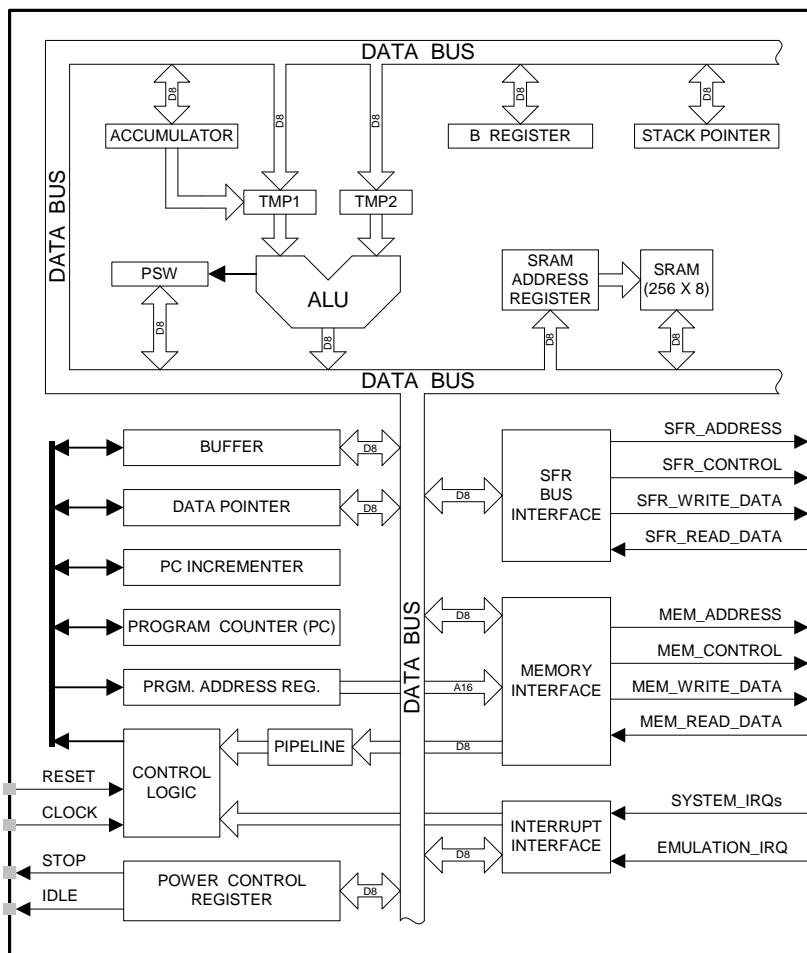 DATA BUS
D8
D8
D8
D8
D8
ACCUMULATOR
B REGISTER
STACK POINTER
DATA BUS
TMP1
TMP2
PSW
ALU
SRAM
ADDRESS
REGISTER
SRAM
(256 X 8)
D8
D8
D8
D8
DATA BUS
BUFFER
D8
DATA POINTER
D8
PC INCREMENTER
PROGRAM COUNTER (PC)
PRGM. ADDRESS REG.
DATA BUS
D8
SFR
BUS
INTERFACE
SFR_ADDRESS
SFR_CONTROL
SFR_WRITE_DATA
SFR_READ_DATA
D8
A16
D8
MEMORY
INTERFACE
MEM_ADDRESS
MEM_CONTROL
MEM_WRITE_DATA
MEM_READ_DATA
PIPELINE
CONTROL
LOGIC
RESET
CLOCK
INTERRUPT
INTERFACE
SYSTEM_IRQs
EMULATION_IRQ
D8
STOP
IDLE
POWER CONTROL
REGISTER
D8